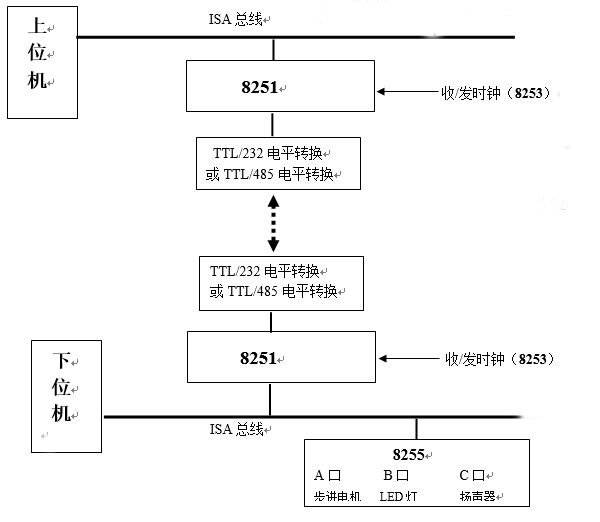 ISA 总线
上
位
机
8251
收/发时钟（8253）
TTL/232 电平转换
或 TTL/485 电平转换
TTL/232 电平转换
或 TTL/485 电平转换
8251
收/发时钟（8253）
下
位
机
ISA 总线
8255
A 口 B 口 C 口
步进电机 LED 灯 扬声器